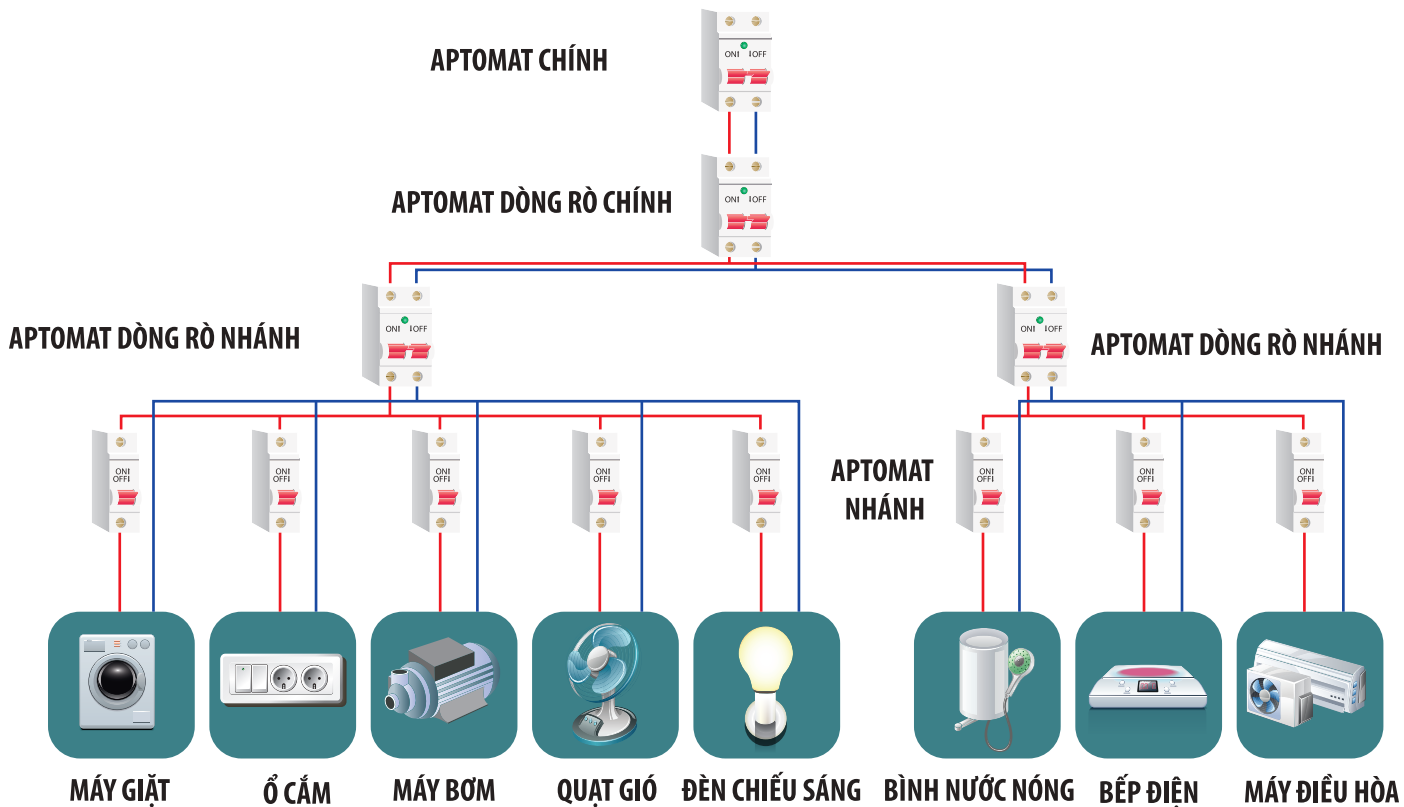 APTOMAT CHÍNH
ON I I OFF
APTOMAT DÒNG RÒ CHÍNH
ON I I OFF
APTOMAT DÒNG RÒ NHÁNH
ON I I OFF
ON I I OFF
APTOMAT DÒNG RÒ NHÁNH
ON I
OFF I
ON I
OFF I
ON I
OFF I
ON I
OFF I
ON I
OFF I
APTOMAT
NHÁNH
ON I
OFF I
ON I
OFF I
ON I
OFF I
MÁY GIẶT
Ổ CẮM
MÁY BƠM
QUẠT GIÓ
ĐÈN CHIẾU SÁNG
BÌNH NƯỚC NÓNG
BẾP ĐIỆN
MÁY ĐIỀU HÒA